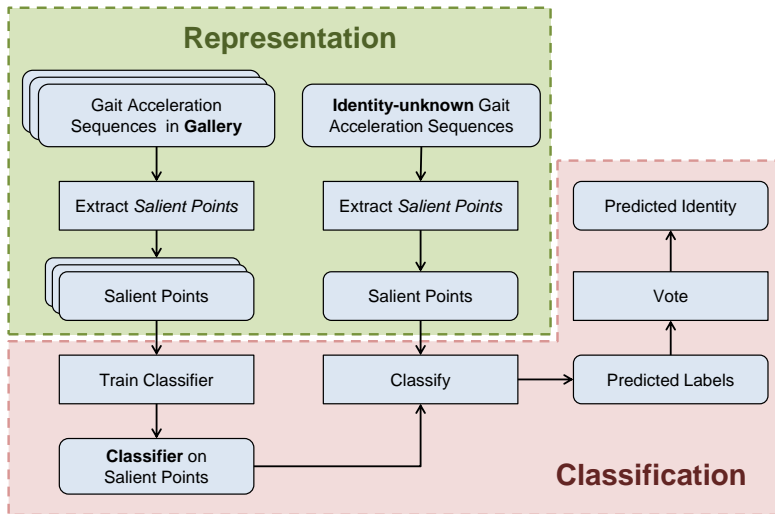 Representation
Gait Acceleration
Sequences in Gallery
Identity-unknown Gait
Acceleration Sequences
Extract Salient Points
Extract Salient Points
Predicted Identity
Salient Points
Salient Points
Vote
Train Classifier
Classify
Predicted Labels
Classifier on
Salient Points
Classification